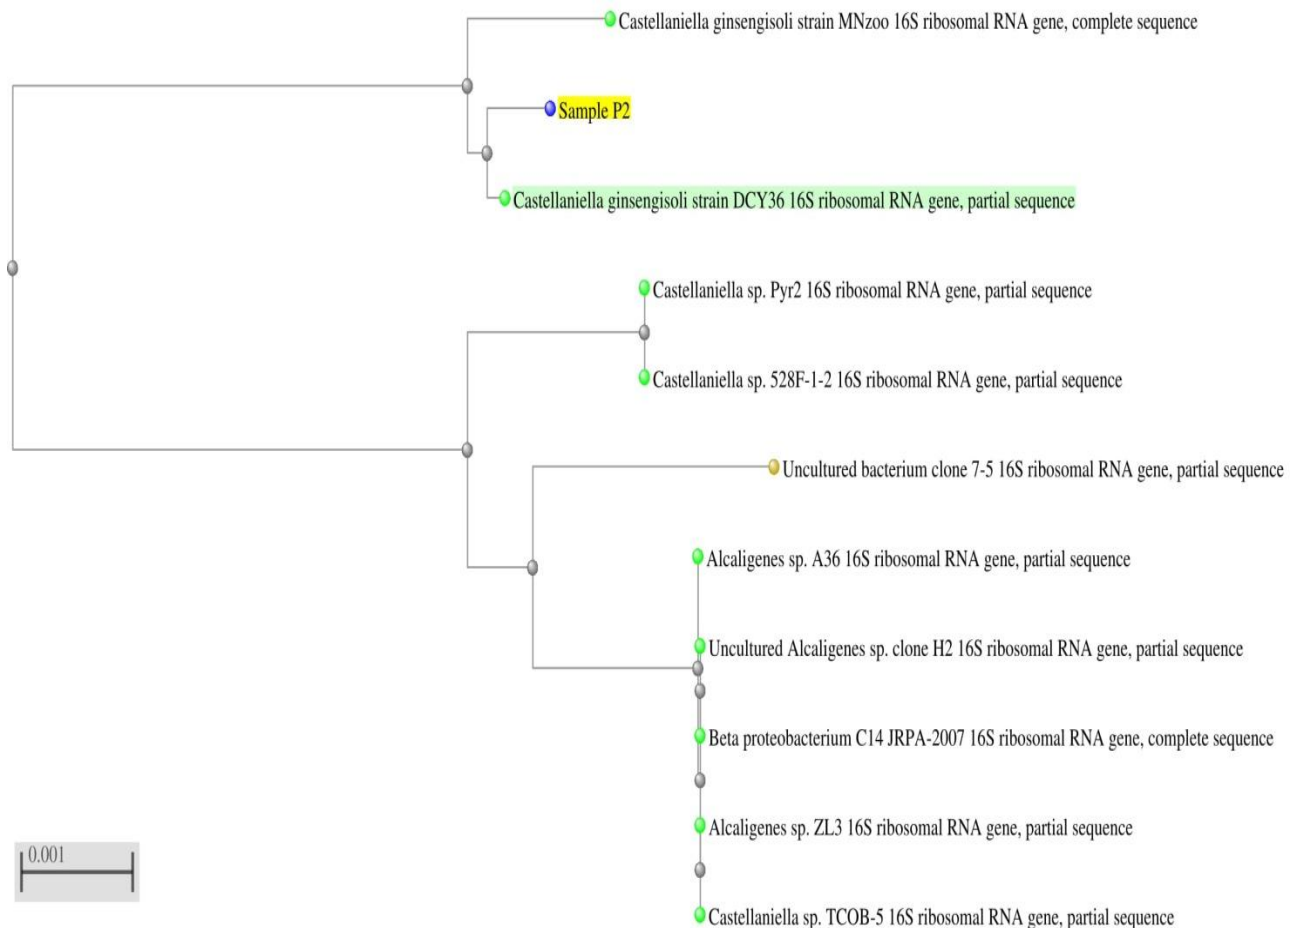 Castellaniella ginsengisoli strain MNzoo 16S ribosomal RNA gene, complete sequence
Sample P2
Castellaniella ginsengisoli strain DCY36 16S ribosomal RNA gene, partial sequence
Castellaniella sp. Pyr2 16S ribosomal RNA gene, partial sequence
Castellaniella sp. 528F-1-2 16S ribosomal RNA gene, partial sequence
Uncultured bacterium clone 7-5 16S ribosomal RNA gene, partial sequence
Alcaligenes sp. A36 16S ribosomal RNA gene, partial sequence
Uncultured Alcaligenes sp. clone H2 16S ribosomal RNA gene, partial sequence
Beta proteobacterium C14 JRPA-2007 16S ribosomal RNA gene, complete sequence
Alcaligenes sp. ZL3 16S ribosomal RNA gene, partial sequence
0.001
Castellaniella sp. TCOB-5 16S ribosomal RNA gene, partial sequence